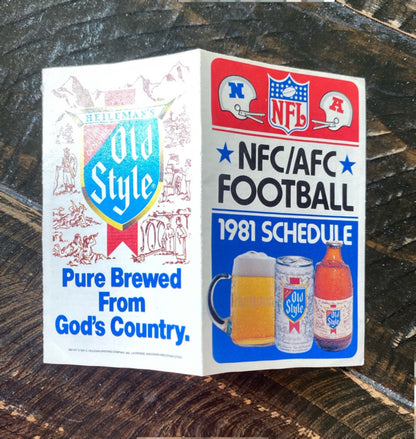 HEILEMAN'S
Old
Style
Pure Brewed
From
God's Country.
N
NFL
A
NFC/AFC
FOOTBALL
1981 SCHEDULE
Old
Style
Old
Style